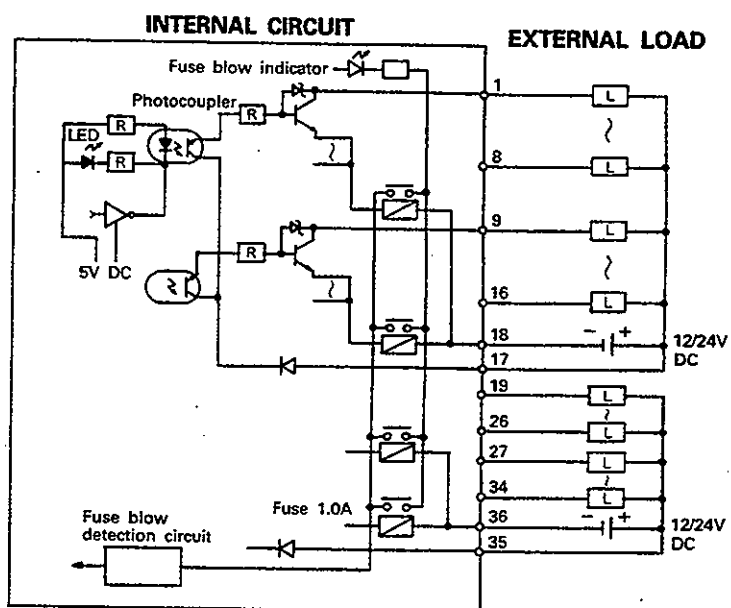 INTERNAL CIRCUIT
EXTERNAL LOAD
Fuse blow indicator
Photocoupler
R
1
L
LED
R
R
8
L
9
L
5V DC
R
16
L
18
- +
12/24V
DC
17
19
L
26
L
27
L
34
L
Fuse 1.0A
36
- +
12/24V
DC
35
Fuse blow
detection circuit